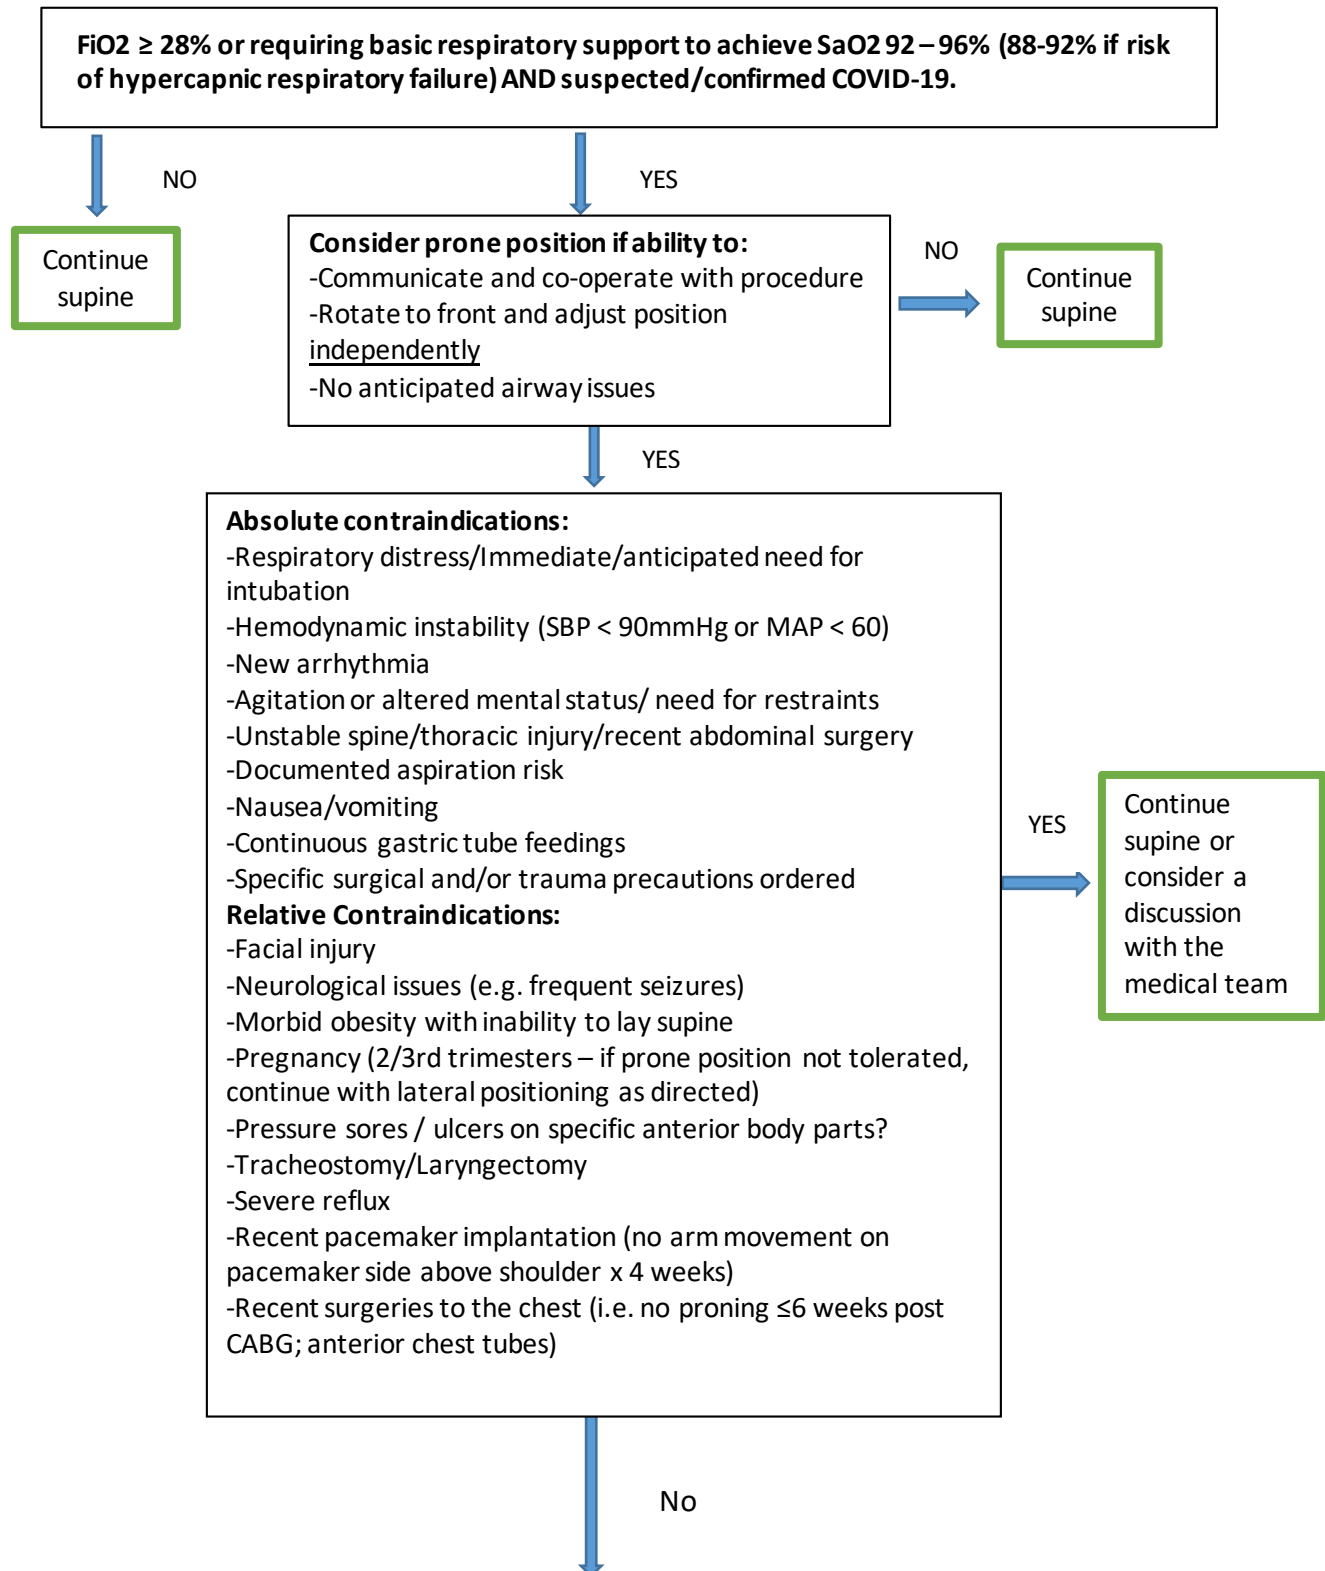 FiO2 ≥ 28% or requiring basic respiratory support to achieve SaO2 92 – 96% (88-92% if risk
of hypercapnic respiratory failure) AND suspected/confirmed COVID-19.
NO
YES
Continue
supine
Consider prone position if ability to:
-Communicate and co-operate with procedure
-Rotate to front and adjust position
independently
-No anticipated airway issues
NO
Continue
supine
YES
Absolute contraindications:
-Respiratory distress/Immediate/anticipated need for
intubation
-Hemodynamic instability (SBP < 90mmHg or MAP < 60)
-New arrhythmia
-Agitation or altered mental status/ need for restraints
-Unstable spine/thoracic injury/recent abdominal surgery
-Documented aspiration risk
-Nausea/vomiting
-Continuous gastric tube feedings
-Specific surgical and/or trauma precautions ordered
Relative Contraindications:
-Facial injury
-Neurological issues (e.g. frequent seizures)
-Morbid obesity with inability to lay supine
-Pregnancy (2/3rd trimesters – if prone position not tolerated,
continue with lateral positioning as directed)
-Pressure sores / ulcers on specific anterior body parts?
-Tracheostomy/Laryngectomy
-Severe reflux
-Recent pacemaker implantation (no arm movement on
pacemaker side above shoulder x 4 weeks)
-Recent surgeries to the chest (i.e. no proning ≤6 weeks post
CABG; anterior chest tubes)
YES
Continue
supine or
consider a
discussion
with the
medical team
No